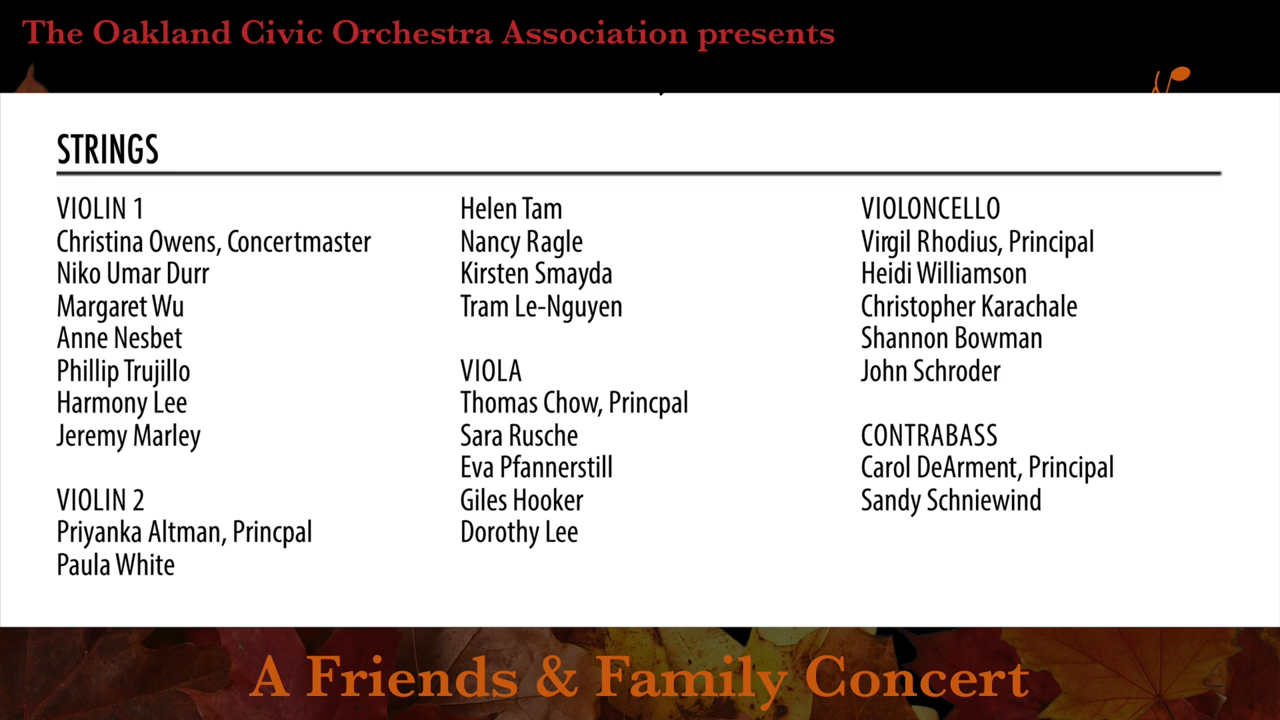 The Oakland Civic Orchestra Association presents
STRINGS
VIOLIN 1
Christina Owens, Concertmaster
Niko Umar Durr
Margaret Wu
Anne Nesbet
Phillip Trujillo
Harmony Lee
Jeremy Marley
VIOLIN 2
Priyanka Altman, Princpal
Paula White
Helen Tam
Nancy Ragle
Kirsten Smayda
Tram Le-Nguyen
VIOLA
Thomas Chow, Princpal
Sara Rusche
Eva Pfannerstill
Giles Hooker
Dorothy Lee
VIOLONCELLO
Virgil Rhodius, Principal
Heidi Williamson
Christopher Karachale
Shannon Bowman
John Schroder
CONTRABASS
Carol DeArment, Principal
Sandy Schniewind
A Friends & Family Concert